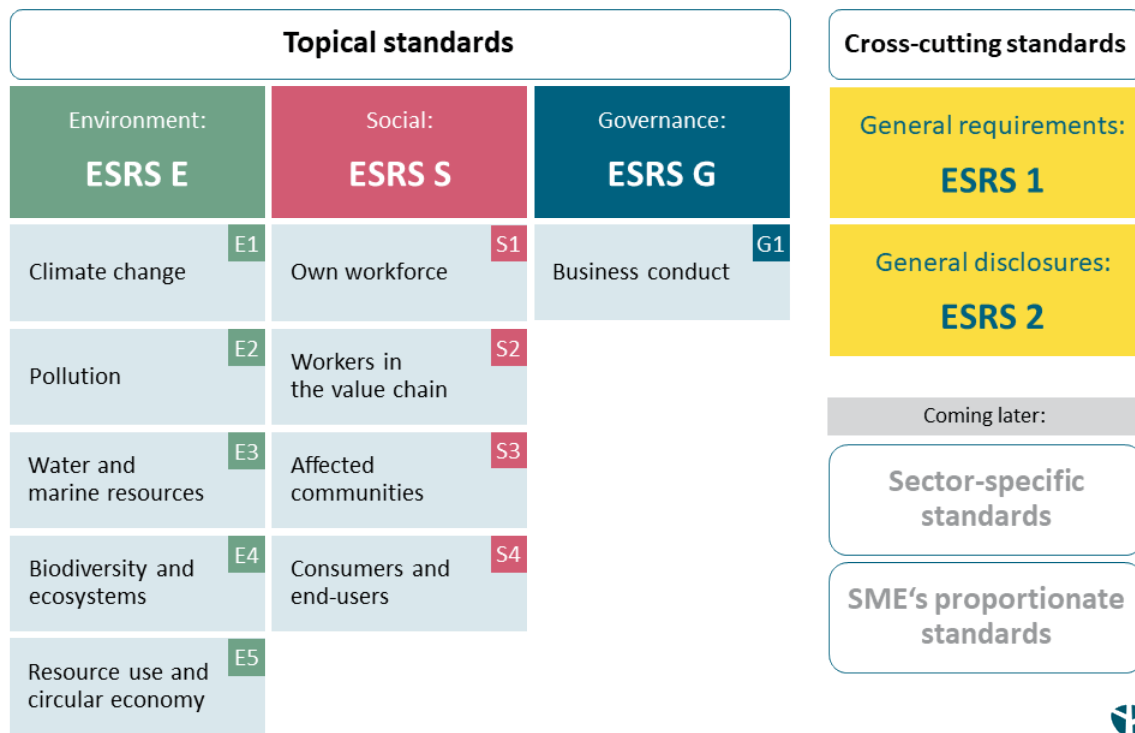 Topical standards
Environment:
ESRS E
E1
Climate change
E2
Pollution
E3
Water and
marine resources
E4
Biodiversity and
ecosystems
E5
Resource use and
circular economy
Social:
ESRS S
S1
Own workforce
S2
Workers in
the value chain
S3
Affected
communities
S4
Consumers and
end-users
Governance:
ESRS G
G1
Business conduct
Cross-cutting standards
General requirements:
ESRS 1
General disclosures:
ESRS 2
Coming later:
Sector-specific
standards
SME‘s proportionate
standards